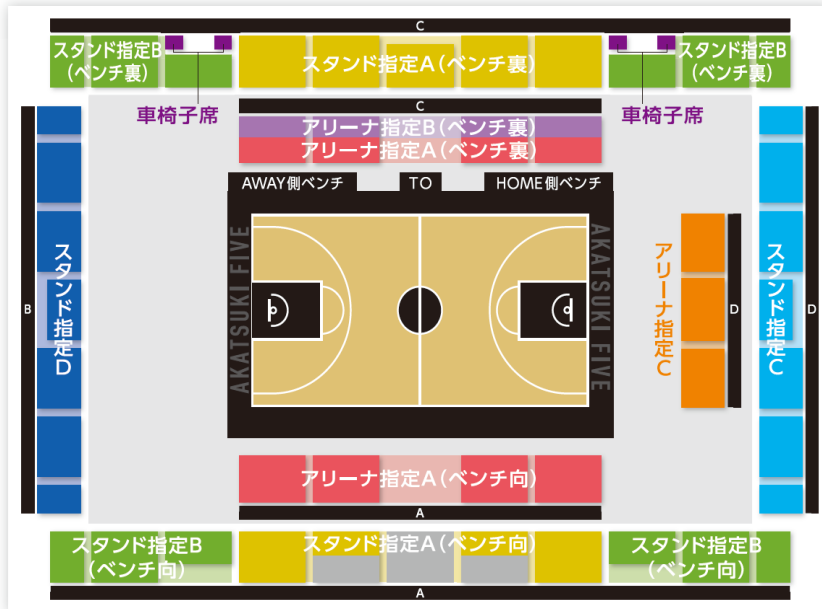 C
スタンド指定B
(ベンチ裏)
スタンド指定A(ベンチ裏)
スタンド指定B
(ベンチ裏)
車椅子席
車椅子席
C
アリーナ指定B(ベンチ裏)
アリーナ指定A(ベンチ裏)
AWAY側ベンチ
TO
HOME側ベンチ
B
スタンド指定D
AKATSUKI FIVE
AKATSUKI FIVE
アリーナ指定C
D
スタンド指定C
D
アリーナ指定A(ベンチ向)
A
スタンド指定B
(ベンチ向)
スタンド指定A(ベンチ向)
スタンド指定B
(ベンチ向)
A